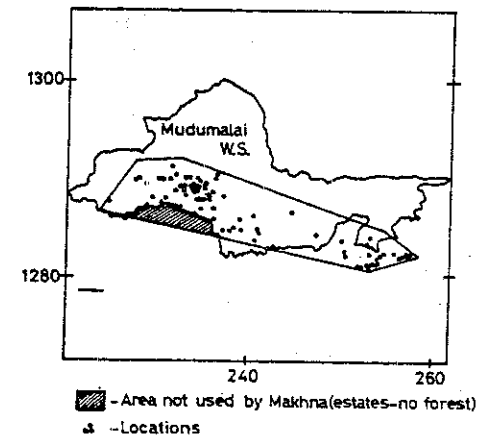 1300
Mudumalai
W.S.
1280
240 260
-Area not used by Makhna(estates-no forest)
-Locations